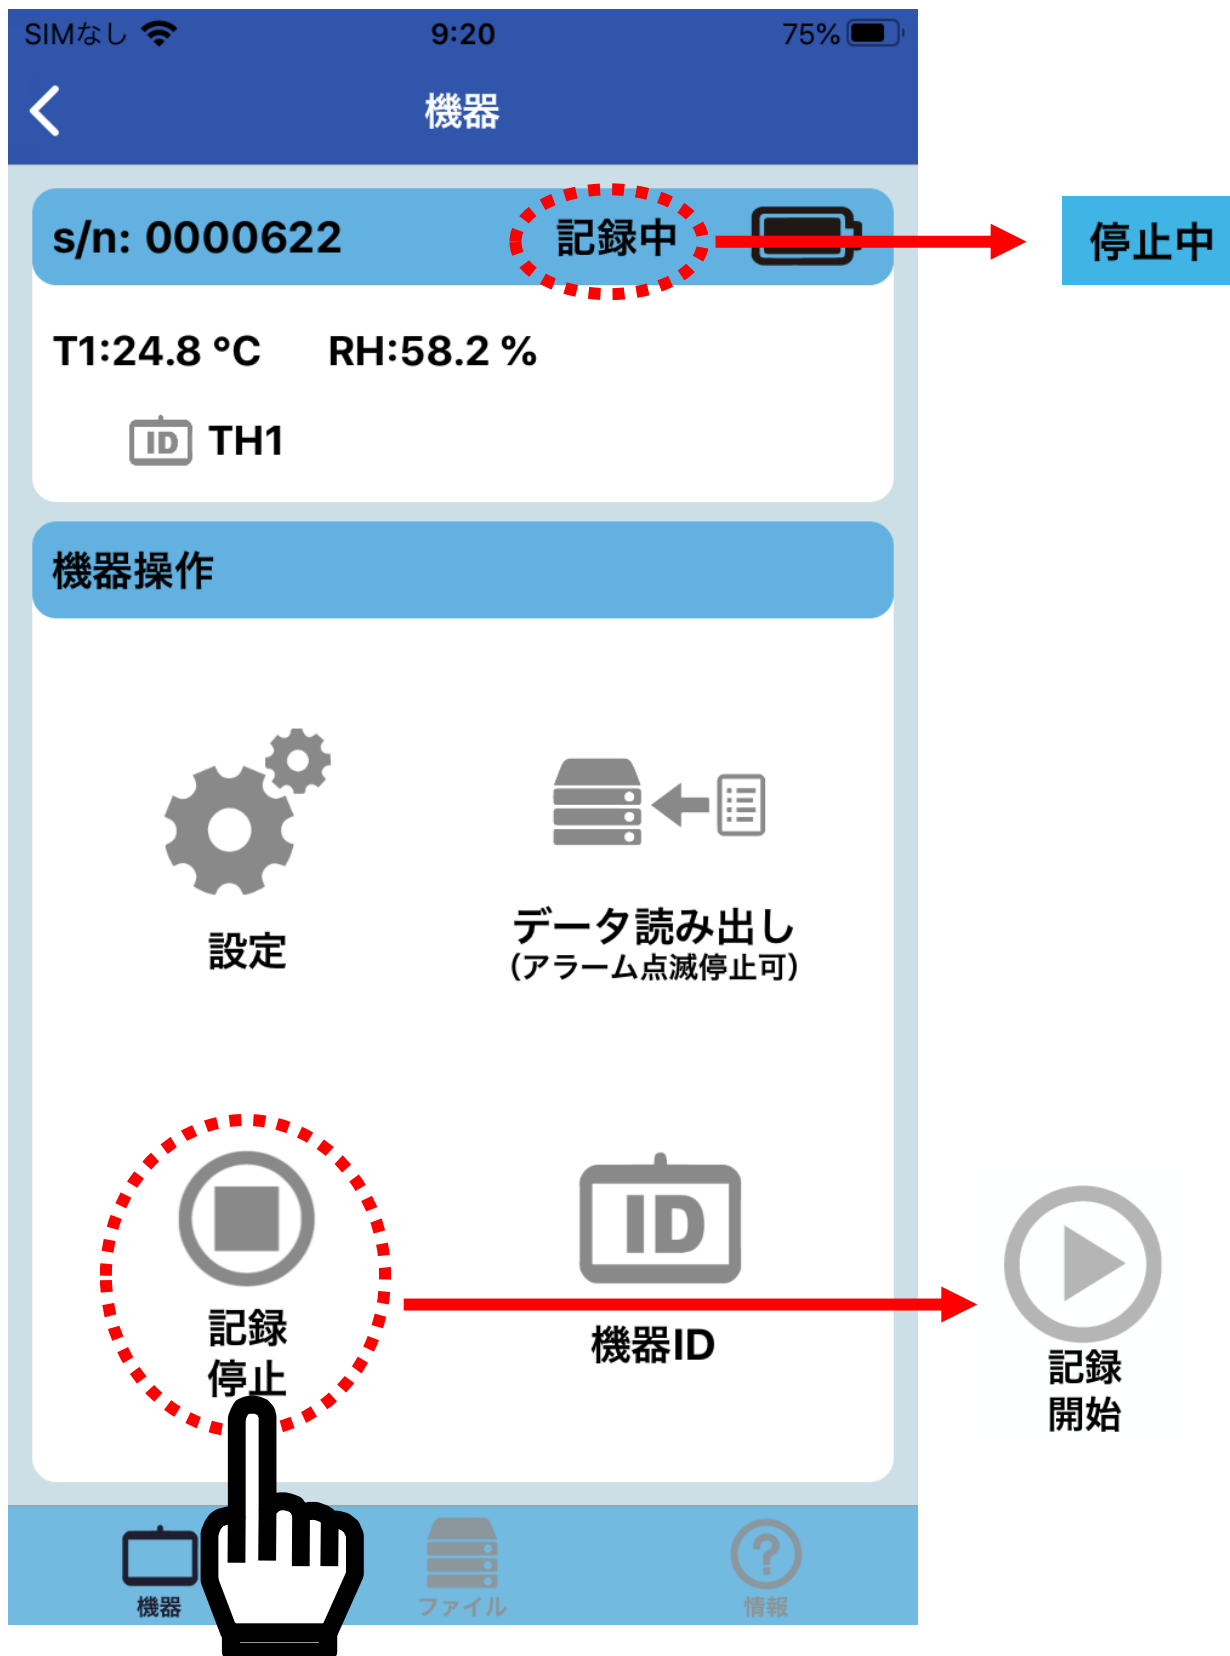 SIMなし 9:20 75%
機器
s/n: 0000622 記録中
停止中
T1:24.8 °C RH:58.2 %
ID TH1
機器操作
設定
データ読み出し
(アラーム点滅停止可)
ID
記録
停止
機器ID
記録
開始
機器
ファイル
?
情報